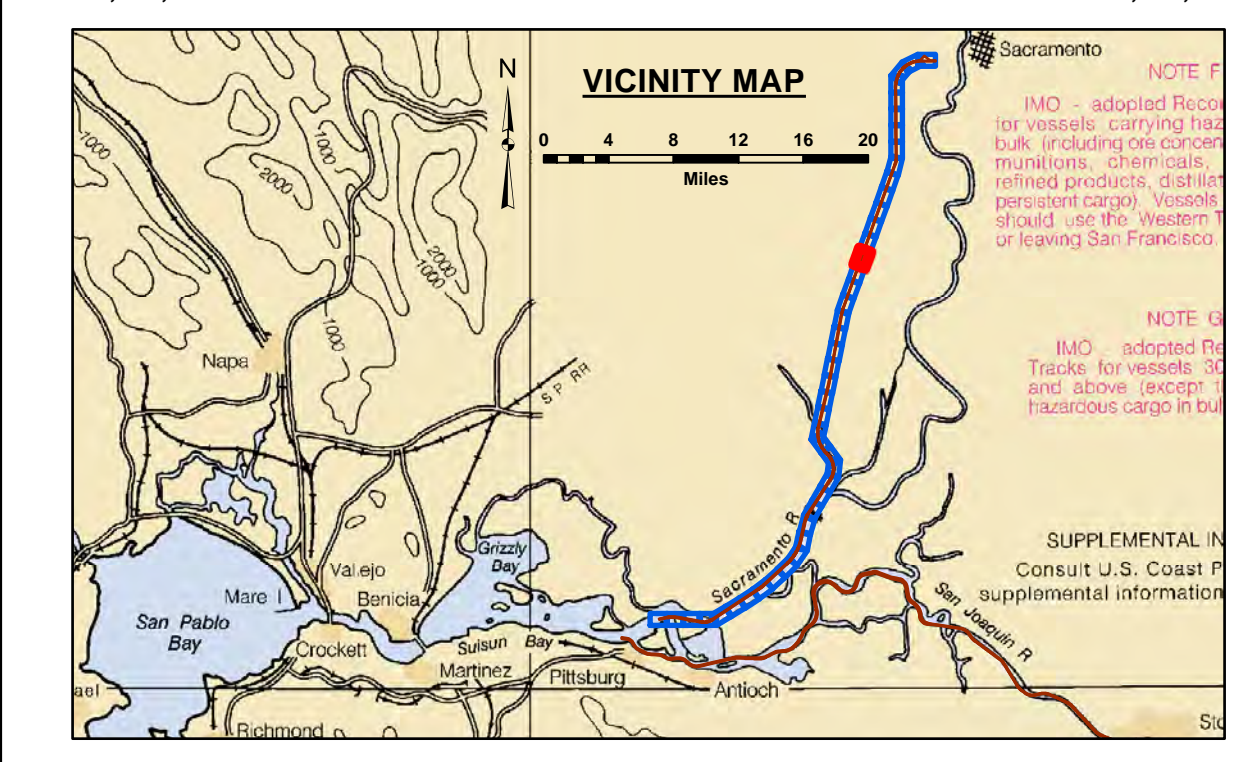 VICINITY MAP
N
0 4 8 12 16 20
Miles
Sacramento
NOTE F
IMO - adopted Recor
for vessels carrying haz
bulk (including ore concen
munitions, chemicals,
refined products, distillat
persistent cargo). Vessels
should use the Western T
or leaving San Francisco.
NOTE G
IMO - adopted Re
Tracks for vessels 30
and above (except t
hazardous cargo in bul
SUPPLEMENTAL IN
Consult U.S. Coast P
supplemental information
1000
2000
1000
2000
1000
1000
Napa
S P RR
Grizzly
Bay
Sacramento R
San Joaquin R
Vallejo
Mare I
Benicia
San Pablo
Bay
Crockett
Suisun Bay
Martinez
Pittsburg
Antioch
ael
Richmond
Sto